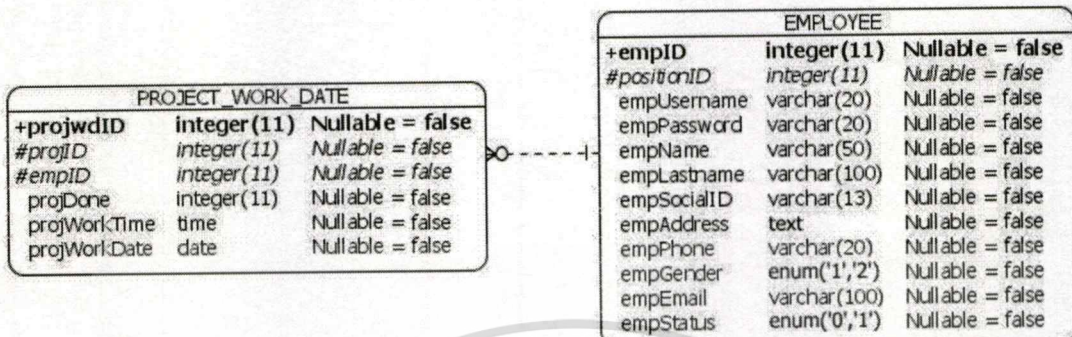 PROJECT_WORK_DATE
+projwdID integer(11) Nullable = false
#projID integer(11) Nullable = false
#empID integer(11) Nullable = false
projDone integer(11) Nullable = false
projWorkTime time Nullable = false
projWorkDate date Nullable = false
EMPLOYEE
+empID integer(11) Nullable = false
#positionID integer(11) Nullable = false
empUsername varchar(20) Nullable = false
empPassword varchar(20) Nullable = false
empName varchar(50) Nullable = false
empLastname varchar(100) Nullable = false
empSocialID varchar(13) Nullable = false
empAddress text Nullable = false
empPhone varchar(20) Nullable = false
empGender enum('1','2') Nullable = false
empEmail varchar(100) Nullable = false
empStatus enum('0','1') Nullable = false